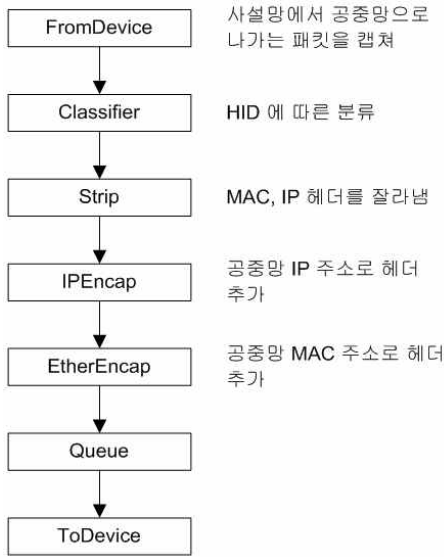 FromDevice
사설망에서 공중망으로
나가는 패킷을 캡쳐
Classifier
HID 에 따른 분류
Strip
MAC, IP 헤더를 잘라냄
IPEncap
공중망 IP 주소로 헤더
추가
EtherEncap
공중망 MAC 주소로 헤더
추가
Queue
ToDevice